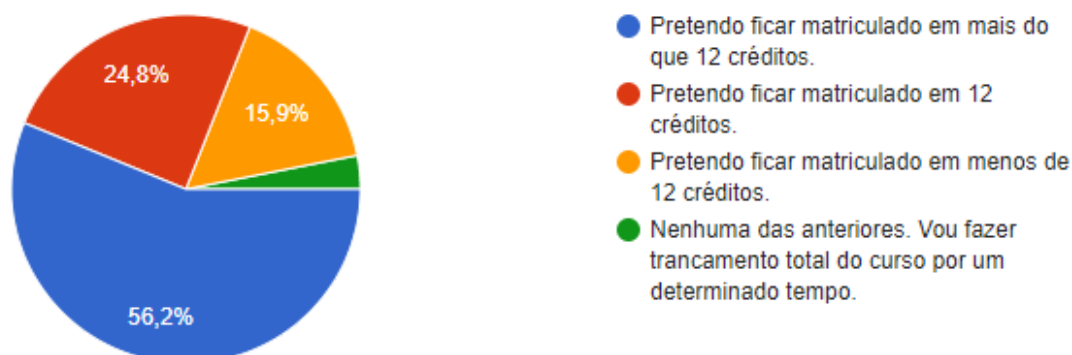 24,8%
15,9%
56,2%
Pretendo ficar matriculado em mais do
que 12 créditos.
Pretendo ficar matriculado em 12
créditos.
Pretendo ficar matriculado em menos de
12 créditos.
Nenhuma das anteriores. Vou fazer
trancamento total do curso por um
determinado tempo.